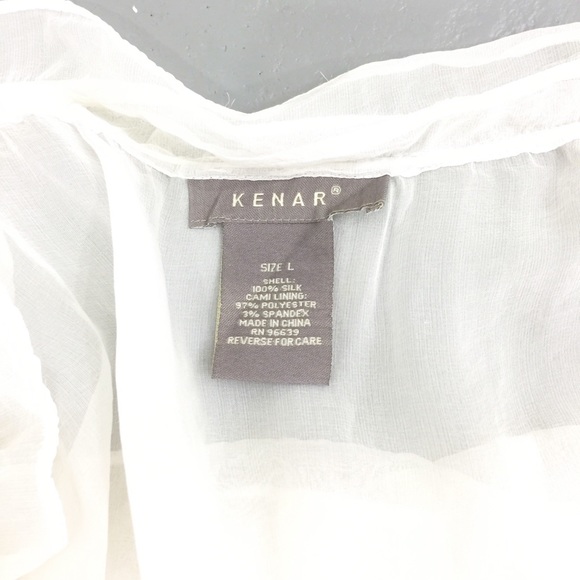 KENAR®
SIZE L
SHELL:
100% SILK
CAMI LINING:
97% POLYESTER
3% SPANDEX
MADE IN CHINA
RN 96639
REVERSE FOR CARE